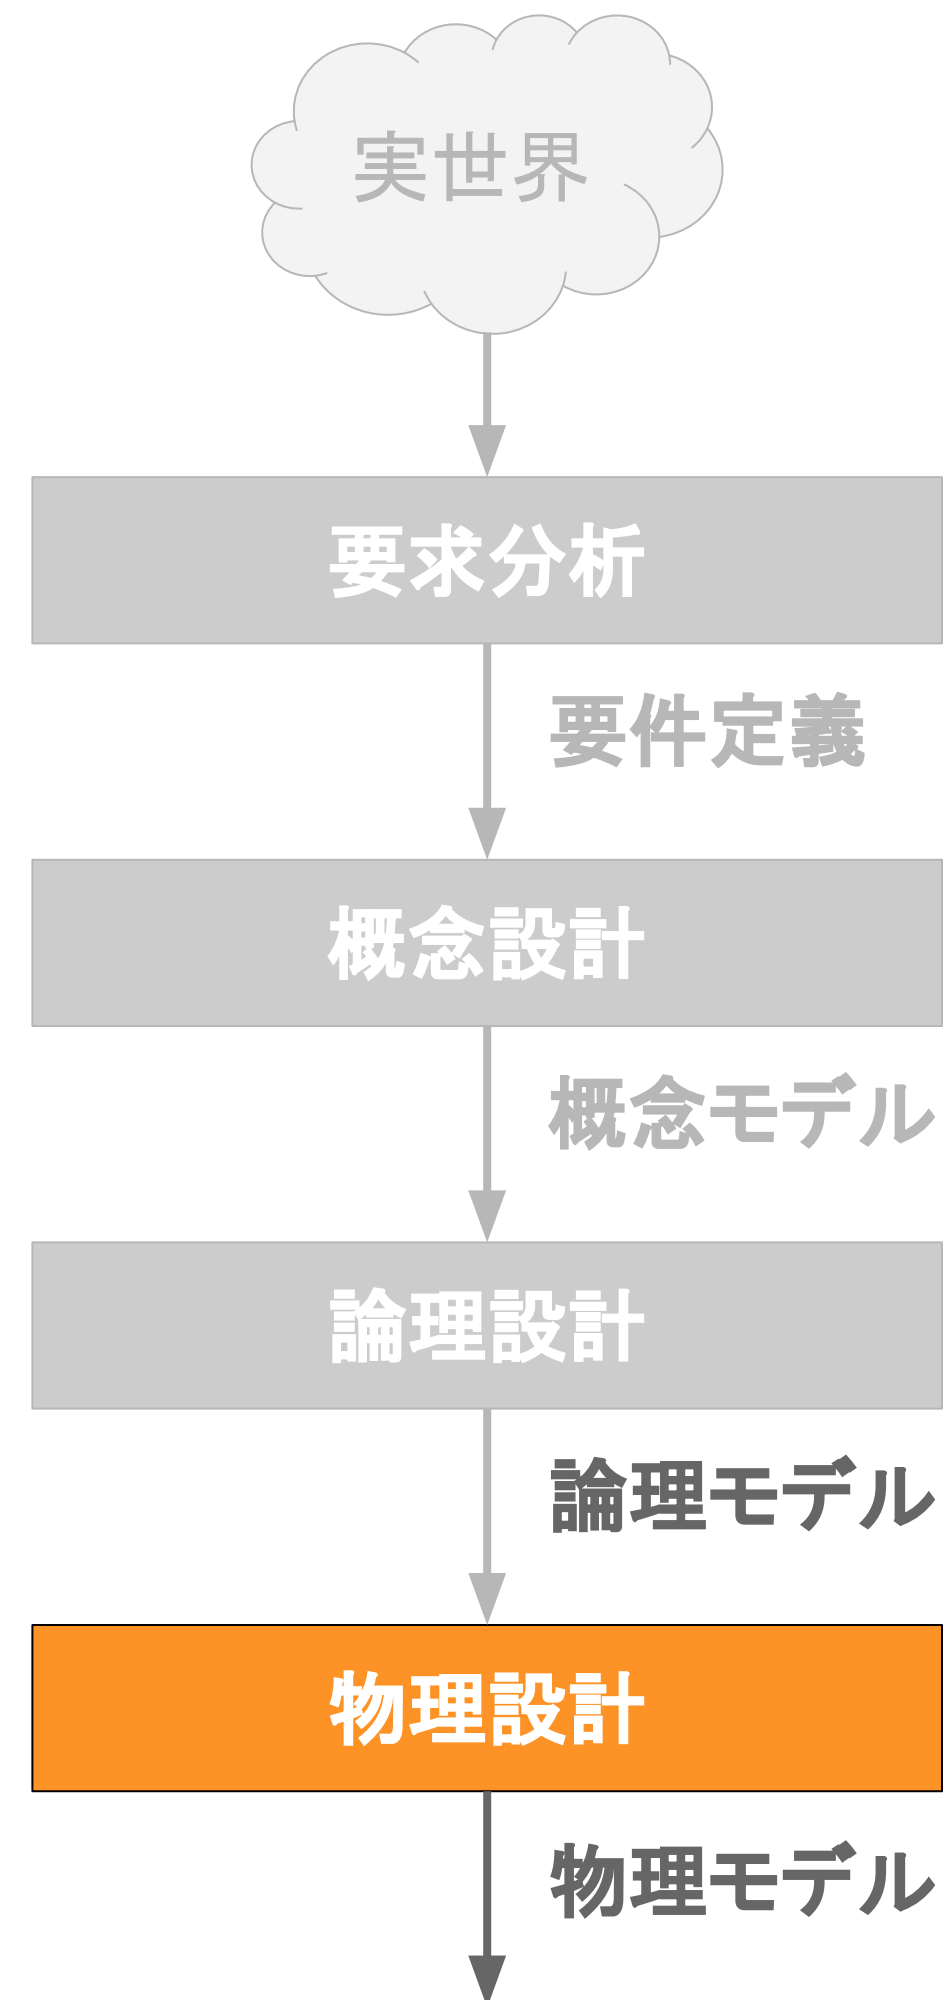 実世界
要求分析
要件定義
概念設計
概念モデル
論理設計
論理モデル
物理設計
物理モデル